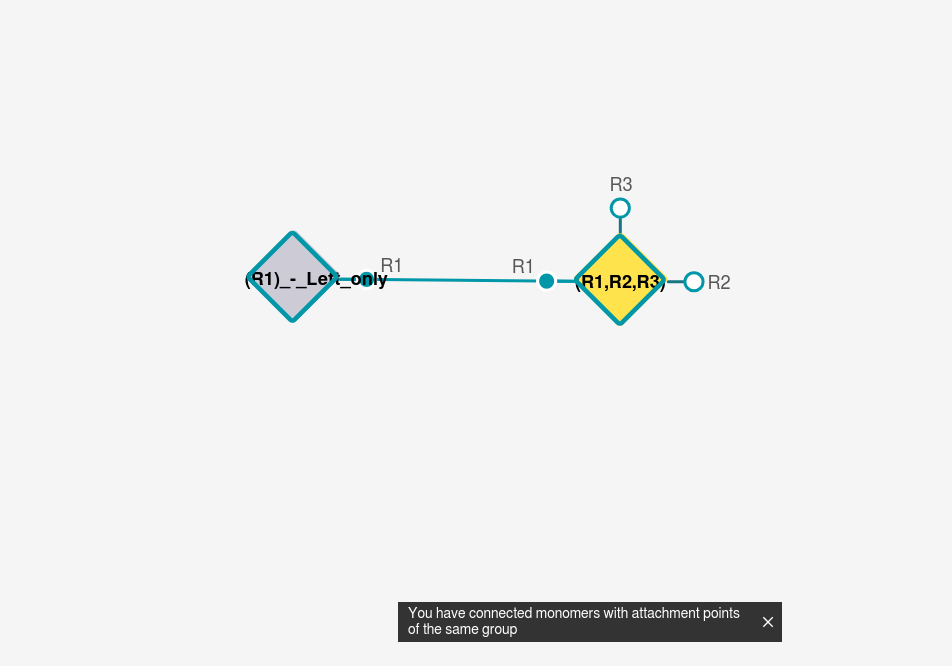 R3
(R1)_-_Left_only
R1
R1
(R1,R2,R3)
R2
You have connected monomers with attachment points
of the same group